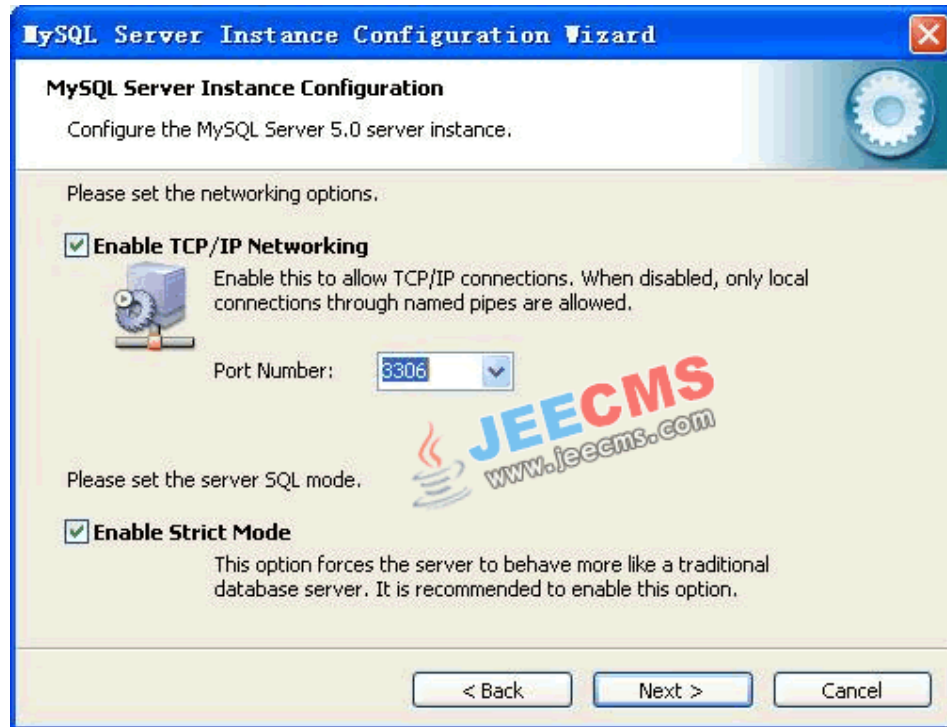 MySQL Server Instance Configuration Wizard
MySQL Server Instance Configuration
Configure the MySQL Server 5.0 server instance.
Please set the networking options.
Enable TCP/IP Networking
Enable this to allow TCP/IP connections. When disabled, only local
connections through named pipes are allowed.
Port Number: 3306
JEECMS
www.jeecms.com
Please set the server SQL mode.
Enable Strict Mode
This option forces the server to behave more like a traditional
database server. It is recommended to enable this option.
< Back Next > Cancel